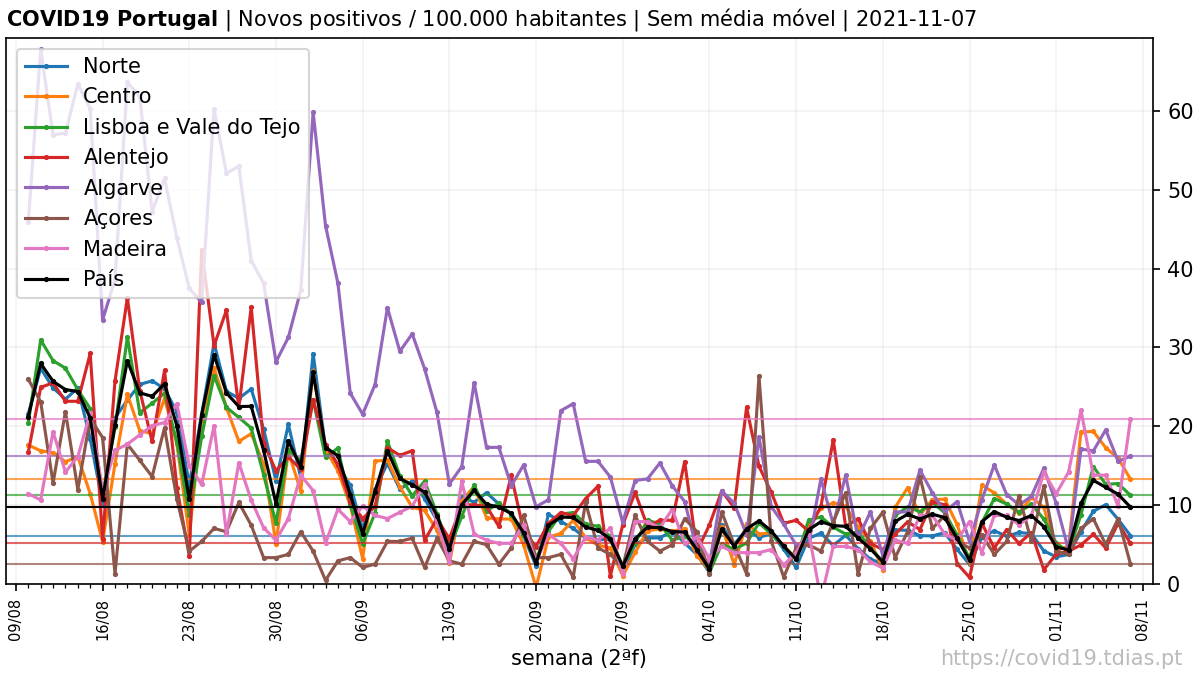 COVID19 Portugal | Novos positivos / 100.000 habitantes | Sem média móvel | 2021-11-07
Norte
Centro
Lisboa e Vale do Tejo
Alentejo
Algarve
Açores
Madeira
País
60
50
40
30
20
10
0
09/08
16/08
23/08
30/08
06/09
13/09
20/09
27/09
04/10
11/10
18/10
25/10
01/11
08/11
semana (2ªf)
https://covid19.tdias.pt